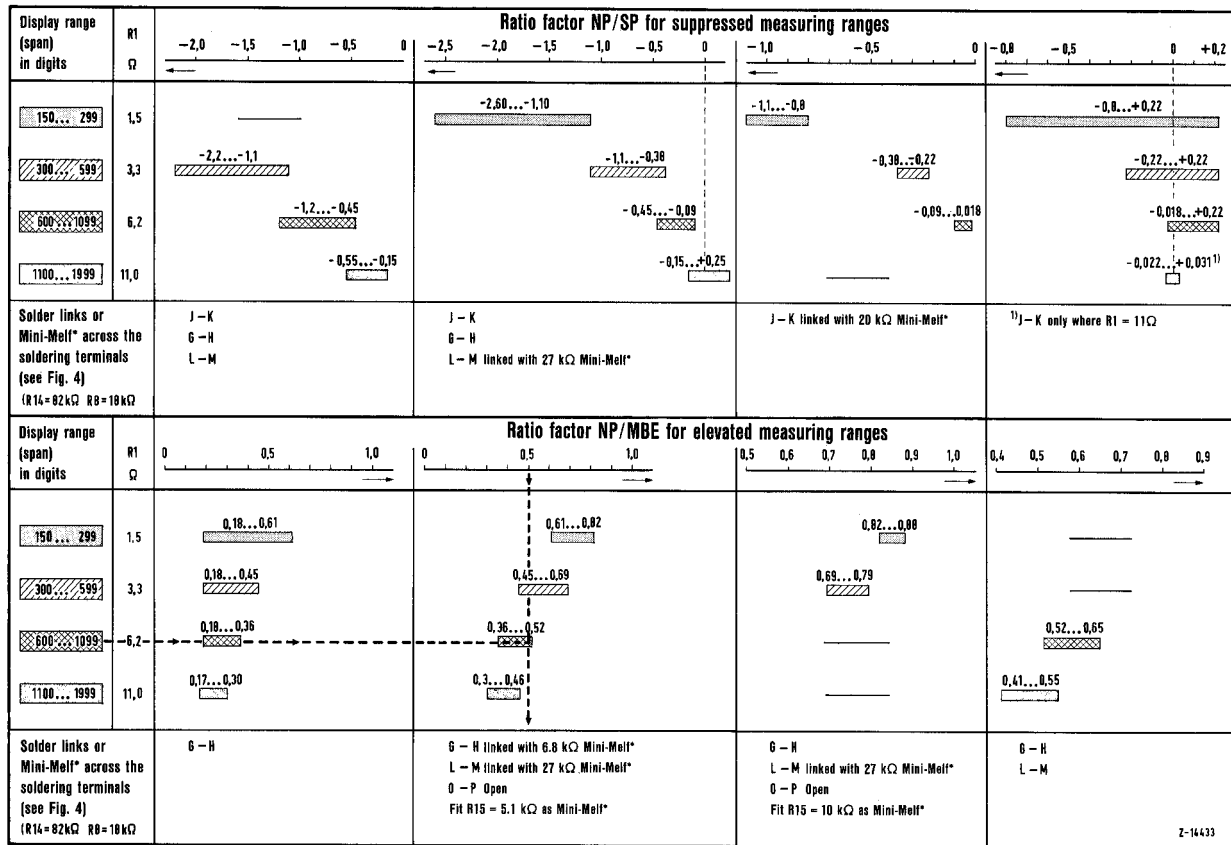 Display range (span) in digits R1 Ω
Ratio factor NP/SP for suppressed measuring ranges
−2,0 −1,5 −1,0 −0,5 0
−2,5 −2,0 −1,5 −1,0 −0,5 0
−1,0 −0,5 0
−0,8 −0,5 0 +0,2
150... 299 1,5 −2,60...−1,10 −1,1...−0,8 −0,8...+0,22
300... 599 3,3 −2,2...−1,1 −1,1...−0,38 −0,38...−0,22 −0,22...+0,22
600...1099 6,2 −1,2...−0,45 −0,45...−0,09 −0,09...0,018 −0,018...+0,22
1100...1999 11,0 −0,55...−0,15 −0,15...+0,25 −0,022...+0,031 1)
Solder links or
Mini-Melf* across the
soldering terminals
(see Fig. 4)
(R14=82kΩ R8=18kΩ
J − K
G − H
L − M
J − K
G − H
L − M linked with 27 kΩ Mini-Melf*
J − K linked with 20 kΩ Mini-Melf*
1)J − K only where R1 = 11Ω
Display range (span) in digits R1 Ω
Ratio factor NP/MBE for elevated measuring ranges
0 0,5 1,0
0 0,5 1,0
0,5 0,6 0,7 0,8 0,9 1,0
0,4 0,5 0,6 0,7 0,8 0,9
150... 299 1,5 0,18...0,61 0,61...0,82 0,82...0,88
300... 599 3,3 0,18...0,45 0,45...0,69 0,69...0,79
600...1099 6,2 0,18...0,36 0,36...0,52 0,52...0,65
1100...1999 11,0 0,17...0,30 0,3...0,46 0,41...0,55
Solder links or
Mini-Melf* across the
soldering terminals
(see Fig. 4)
(R14=82kΩ R8=18kΩ
G − H
G − H linked with 6.8 kΩ Mini-Melf*
L − M linked with 27 kΩ Mini-Melf*
O − P Open
Fit R15 = 5.1 kΩ as Mini-Melf*
G − H
L − M linked with 27 kΩ Mini-Melf*
O − P Open
Fit R15 = 10 kΩ as Mini-Melf*
G − H
L − M
Z-14433